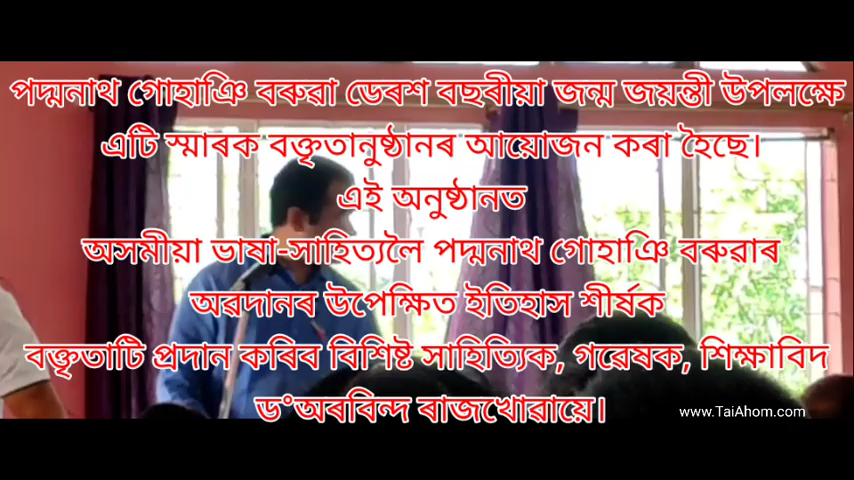 পদ্মনাথ গোহাঞি বৰুৱা ডেৰশ বছৰীয়া জন্ম জয়ন্তী উপলক্ষে
এটি স্মাৰক বক্তৃতানুষ্ঠানৰ আয়োজন কৰা হৈছে।
এই অনুষ্ঠানত
অসমীয়া ভাষা-সাহিত্যলৈ পদ্মনাথ গোহাঞি বৰুৱাৰ
অৱদানৰ উপেক্ষিত ইতিহাস শীৰ্ষক
বক্তৃতাটি প্ৰদান কৰিব বিশিষ্ট সাহিত্যিক, গৱেষক, শিক্ষাবিদ
ড°অৰবিন্দ ৰাজখোৱায়ে।
www.TaiAhom.com